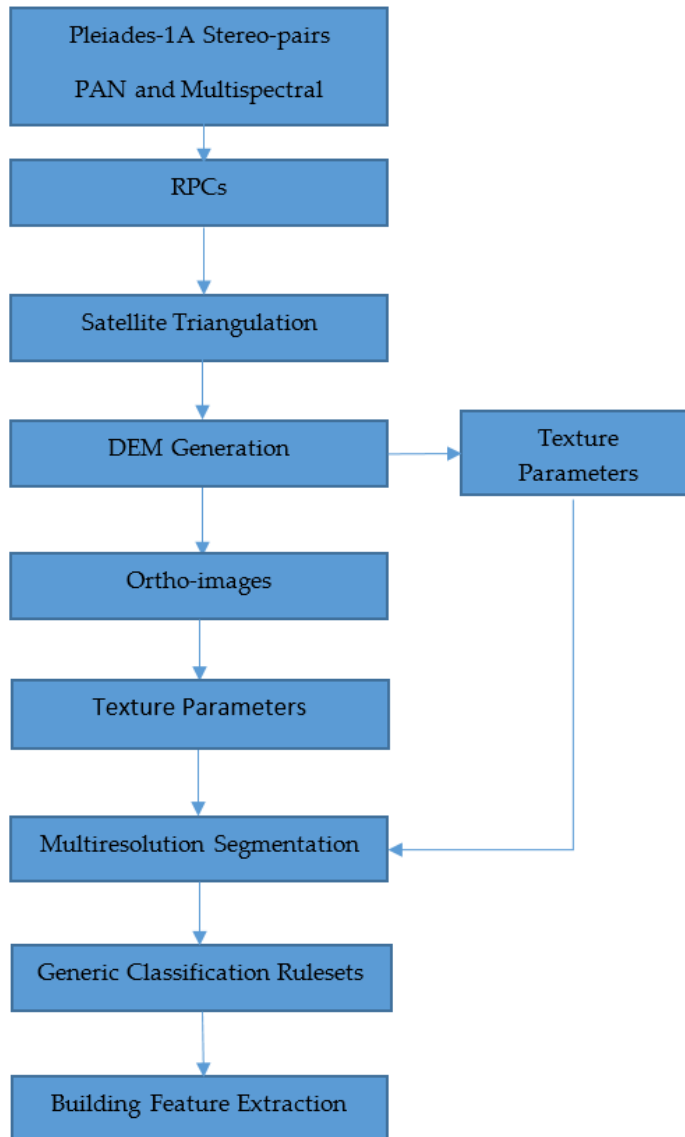 Pleiades-1A Stereo-pairs
PAN and Multispectral
RPCs
Satellite Triangulation
DEM Generation
Texture
Parameters
Ortho-images
Texture Parameters
Multiresolution Segmentation
Generic Classification Rulesets
Building Feature Extraction